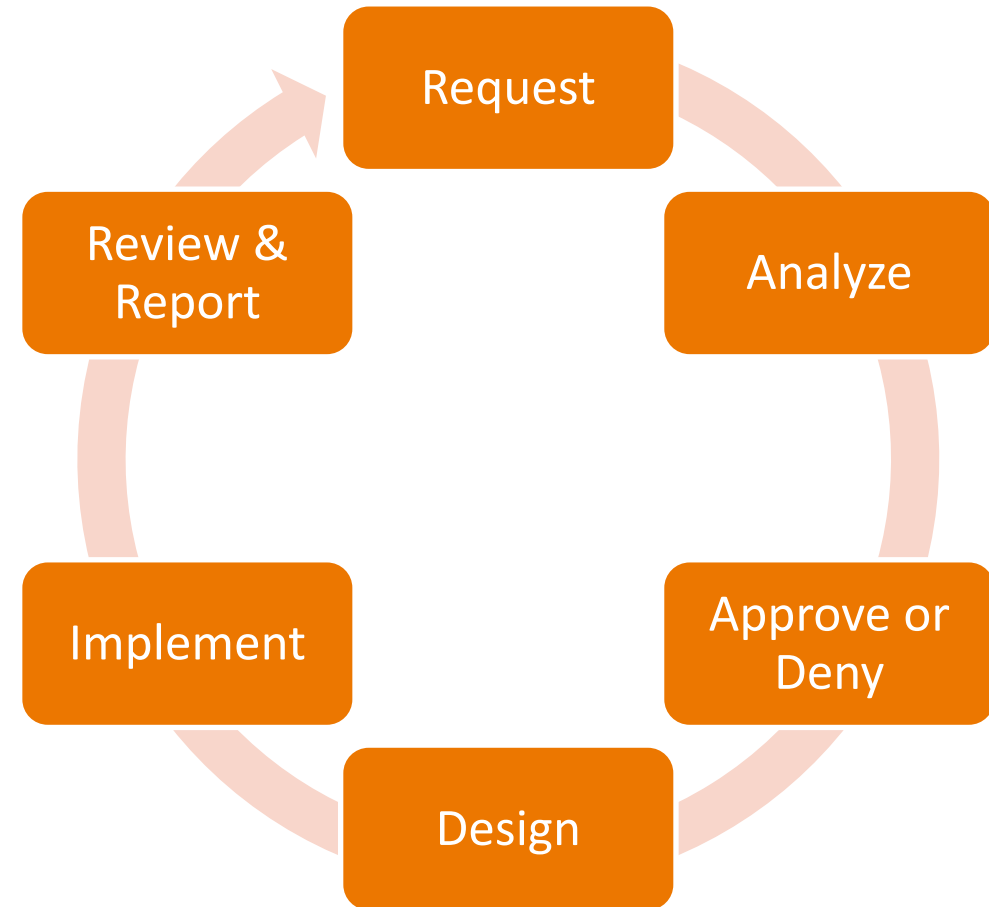 Request
Analyze
Approve or
Deny
Design
Implement
Review &
Report